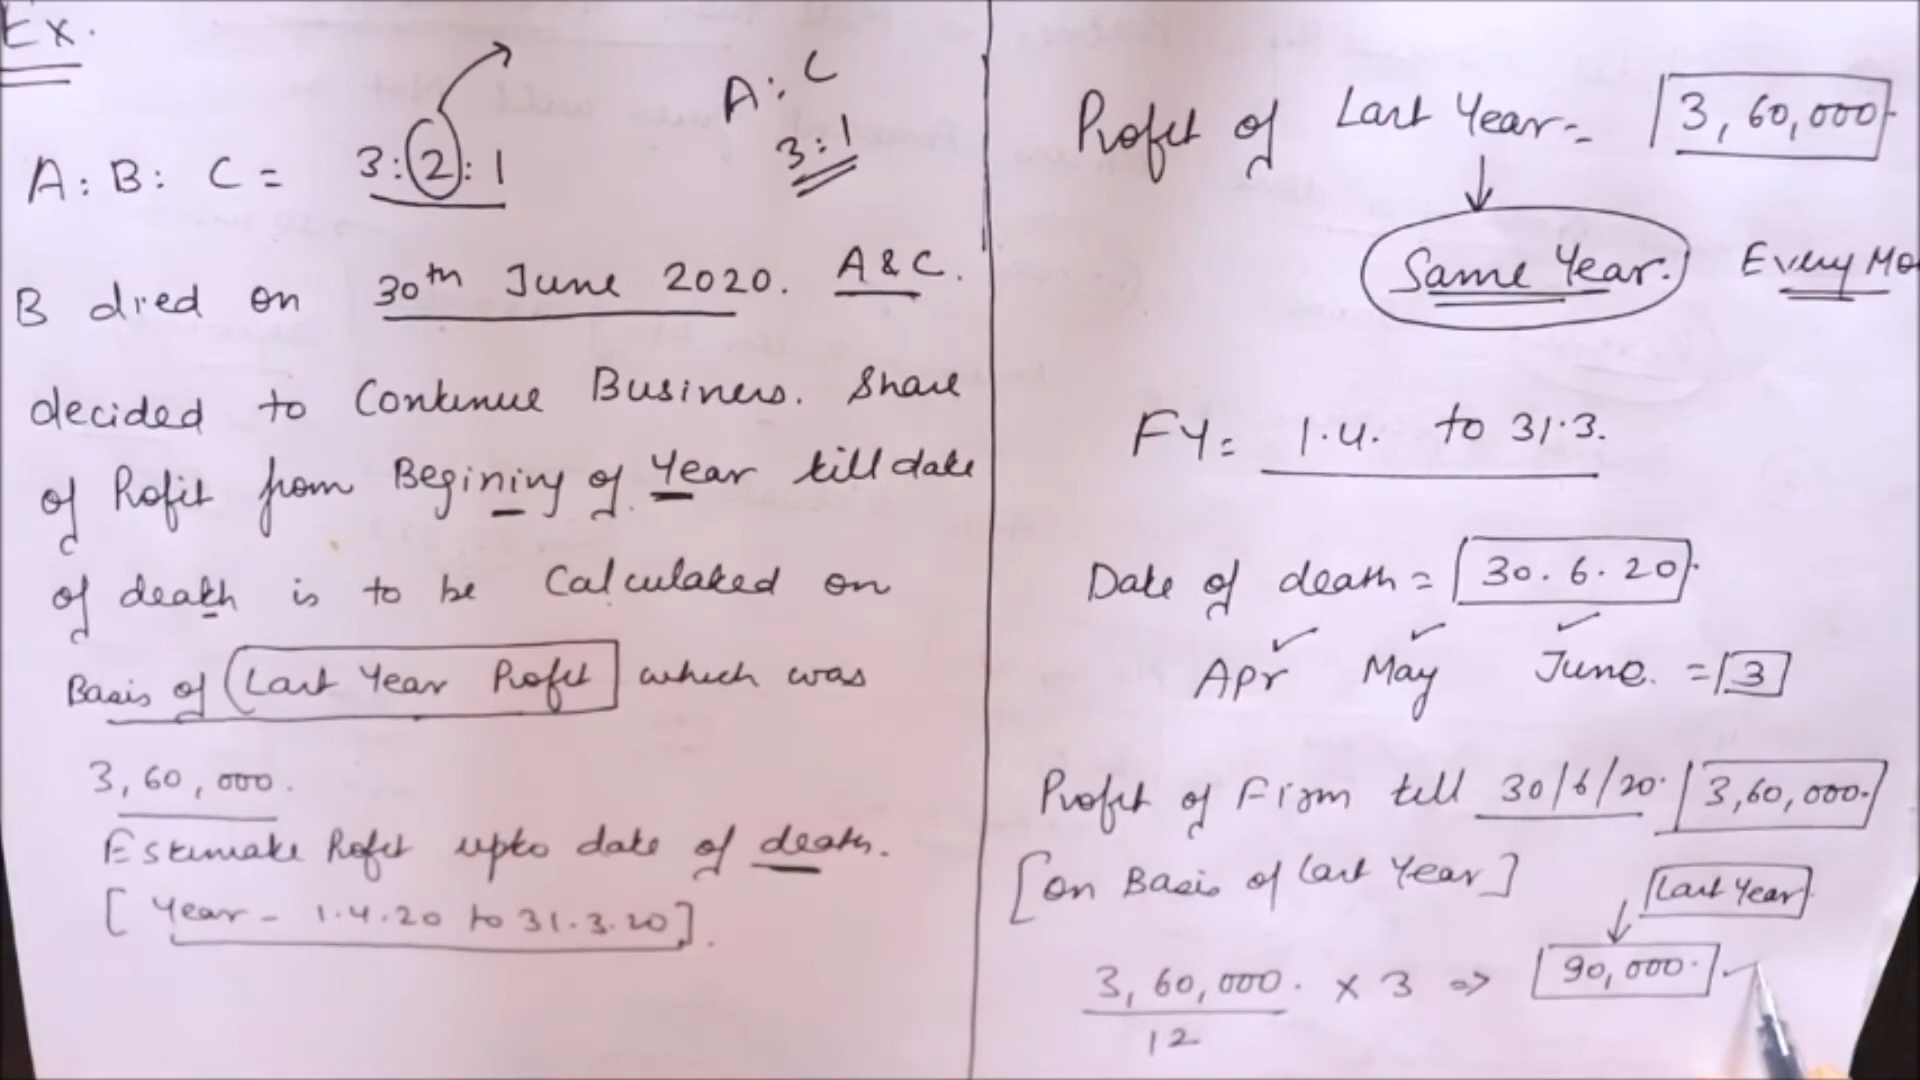 Ex.
A : B : C = 3:2:1
A : C
3:1
B died on 30th June 2020. A & C.
decided to Continue Business. Share
of Profit from Begining of Year till date
of death is to be Calculated on
Basis of Last Year Profit which was
3,60,000.
Estimate Profit upto date of death.
[Year - 1.4.20 to 31.3.20].
Profit of Last Year = 3,60,000
Same Year. Every Mo
FY = 1.4. to 31.3.
Date of death = 30.6.20
Apr May June. = 3
Profit of Firm till 30/6/20. 3,60,000.
[on Basis of Last Year]
Last Year
3,60,000. × 3 => 90,000.
12